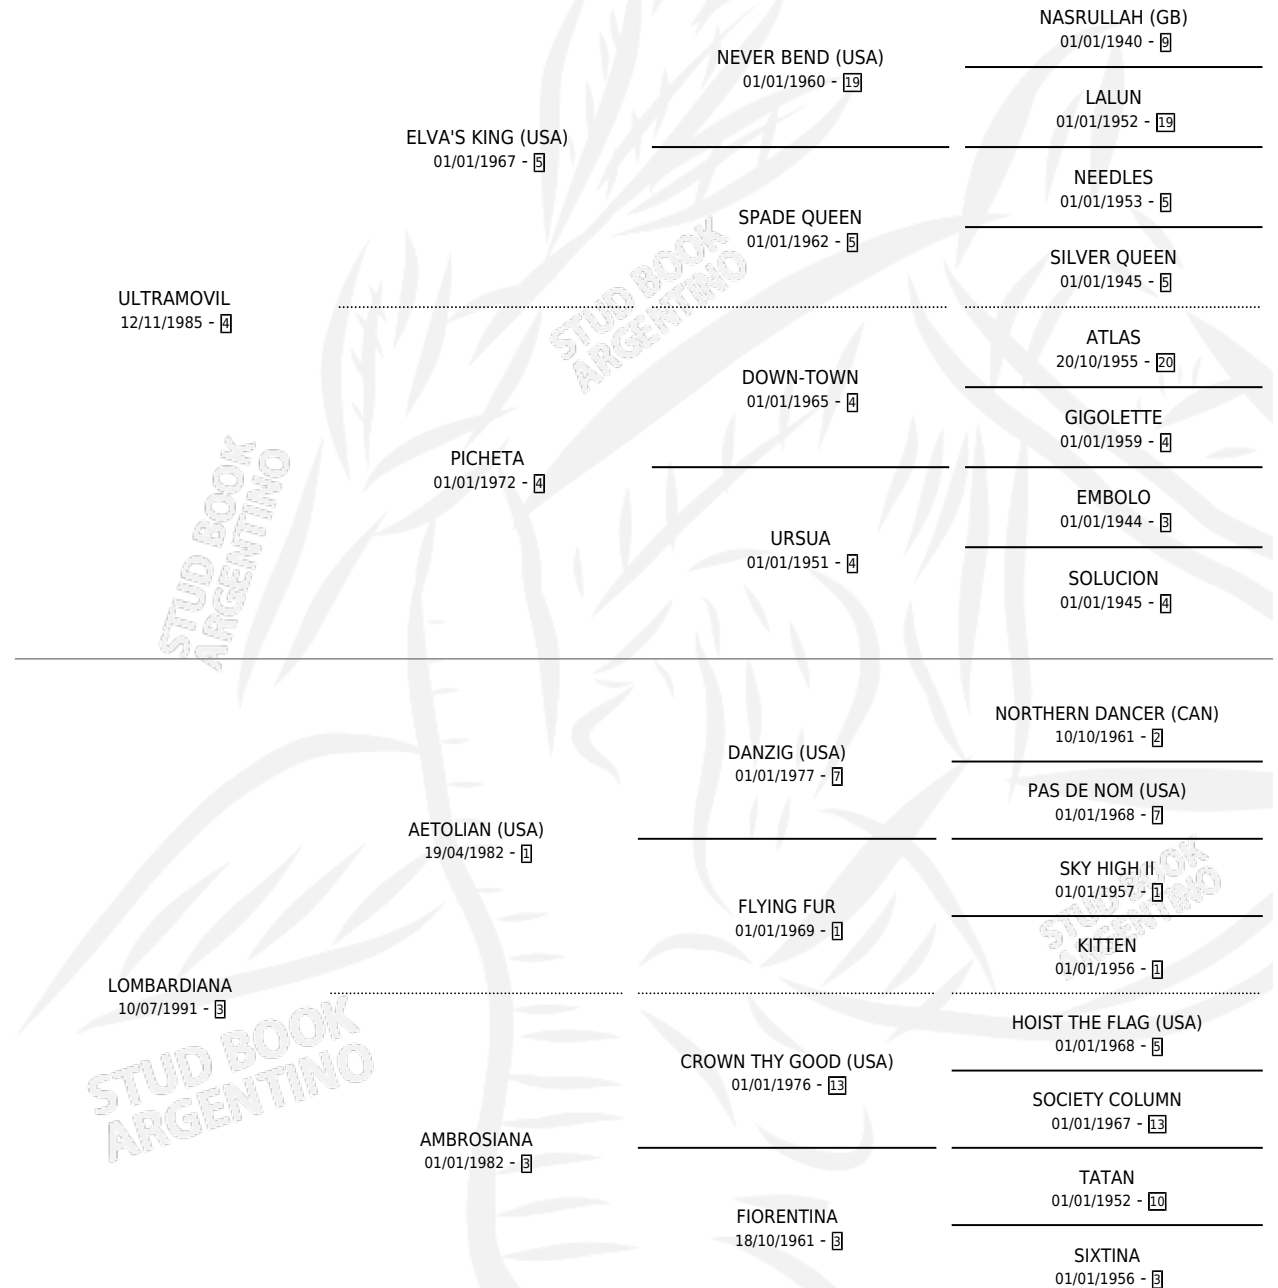 NASRULLAH (GB)
01/01/1940 - 9
NEVER BEND (USA)
01/01/1960 - 19
LALUN
01/01/1952 - 19
ELVA'S KING (USA)
01/01/1967 - 5
NEEDLES
01/01/1953 - 5
SPADE QUEEN
01/01/1962 - 5
SILVER QUEEN
01/01/1945 - 5
ULTRAMOVIL
12/11/1985 - 4
ATLAS
20/10/1955 - 20
DOWN-TOWN
01/01/1965 - 4
GIGOLETTE
01/01/1959 - 4
PICHETA
01/01/1972 - 4
EMBOLO
01/01/1944 - 3
URSUA
01/01/1951 - 4
SOLUCION
01/01/1945 - 4
NORTHERN DANCER (CAN)
10/10/1961 - 2
DANZIG (USA)
01/01/1977 - 7
PAS DE NOM (USA)
01/01/1968 - 7
AETOLIAN (USA)
19/04/1982 - 1
SKY HIGH II
01/01/1957 - 1
FLYING FUR
01/01/1969 - 1
KITTEN
01/01/1956 - 1
LOMBARDIANA
10/07/1991 - 3
HOIST THE FLAG (USA)
01/01/1968 - 5
CROWN THY GOOD (USA)
01/01/1976 - 13
SOCIETY COLUMN
01/01/1967 - 13
AMBROSIANA
01/01/1982 - 3
TATAN
01/01/1952 - 10
FIORENTINA
18/10/1961 - 3
SIXTINA
01/01/1956 - 3
STUD BOOK
ARGENTINO
STUD BOOK
ARGENTINO
STUD BOOK
ARGENTINO
STUD BOOK
ARGENTINO